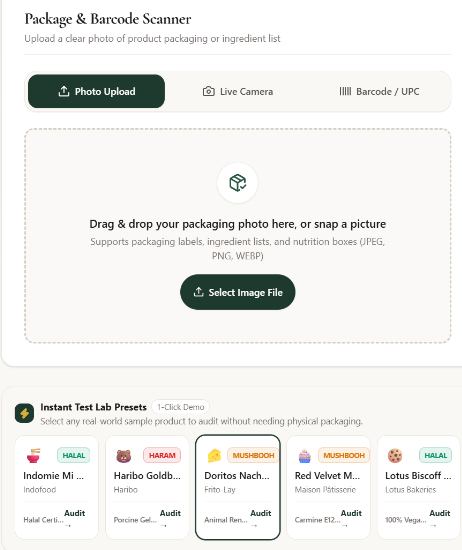 Package & Barcode Scanner
Upload a clear photo of product packaging or ingredient list
Photo Upload
Live Camera
Barcode / UPC
Drag & drop your packaging photo here, or snap a picture
Supports packaging labels, ingredient lists, and nutrition boxes (JPEG,
PNG, WEBP)
Select Image File
Instant Test Lab Presets
1-Click Demo
Select any real-world sample product to audit without needing physical packaging.
HALAL
Indomie Mi ...
Indofood
Halal Certi...
Audit →
HARAM
Haribo Goldb...
Haribo
Porcine Gel...
Audit →
MUSHBOOH
Doritos Nach...
Frito-Lay
Animal Ren...
Audit →
MUSHBOOH
Red Velvet M...
Maison Pâtisserie
Carmine E12...
Audit →
HALAL
Lotus Biscoff ...
Lotus Bakeries
100% Vega...
Audit →